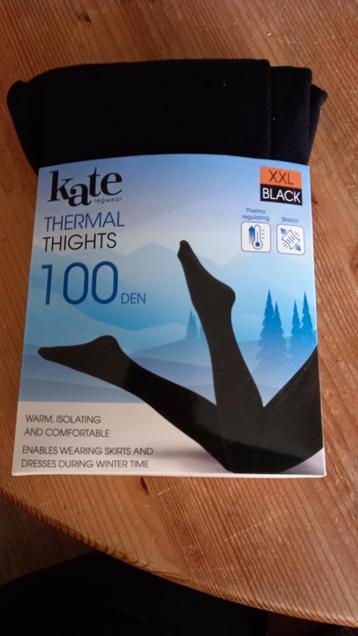 kate
legwear
XXL
BLACK
THERMAL
THIGHTS
100 DEN
Thermo
regulating
Stretch
WARM, ISOLATING
AND COMFORTABLE
ENABLES WEARING SKIRTS AND
DRESSES DURING WINTER TIME